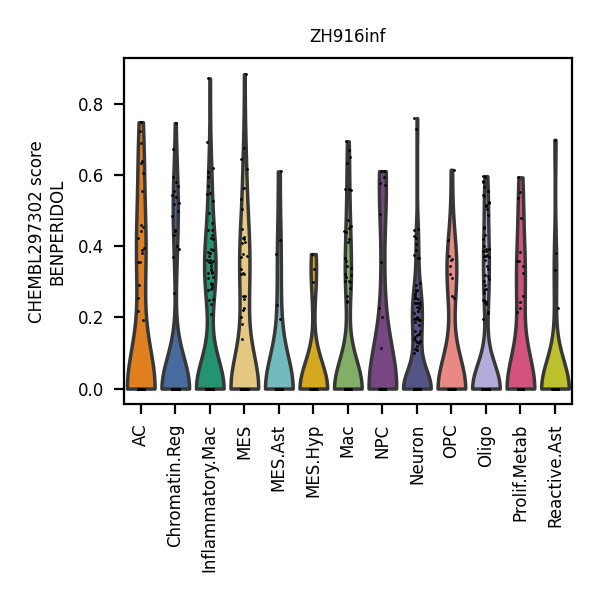 ZH916inf
CHEMBL297302 score
BENPERIDOL
0.8
0.6
0.4
0.2
0.0
AC
Chromatin.Reg
Inflammatory.Mac
MES
MES.Ast
MES.Hyp
Mac
NPC
Neuron
OPC
Oligo
Prolif.Metab
Reactive.Ast